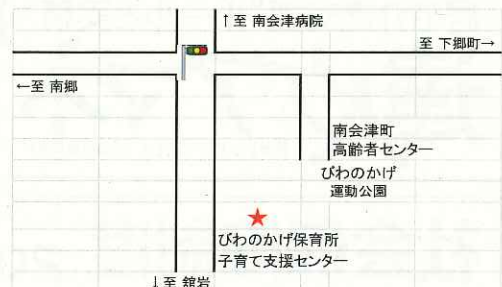 ↑至 南会津病院
至 下郷町→
←至 南郷
南会津町
高齢者センター
びわのかげ
運動公園
びわのかげ保育所
子育て支援センター
↓至 舘岩